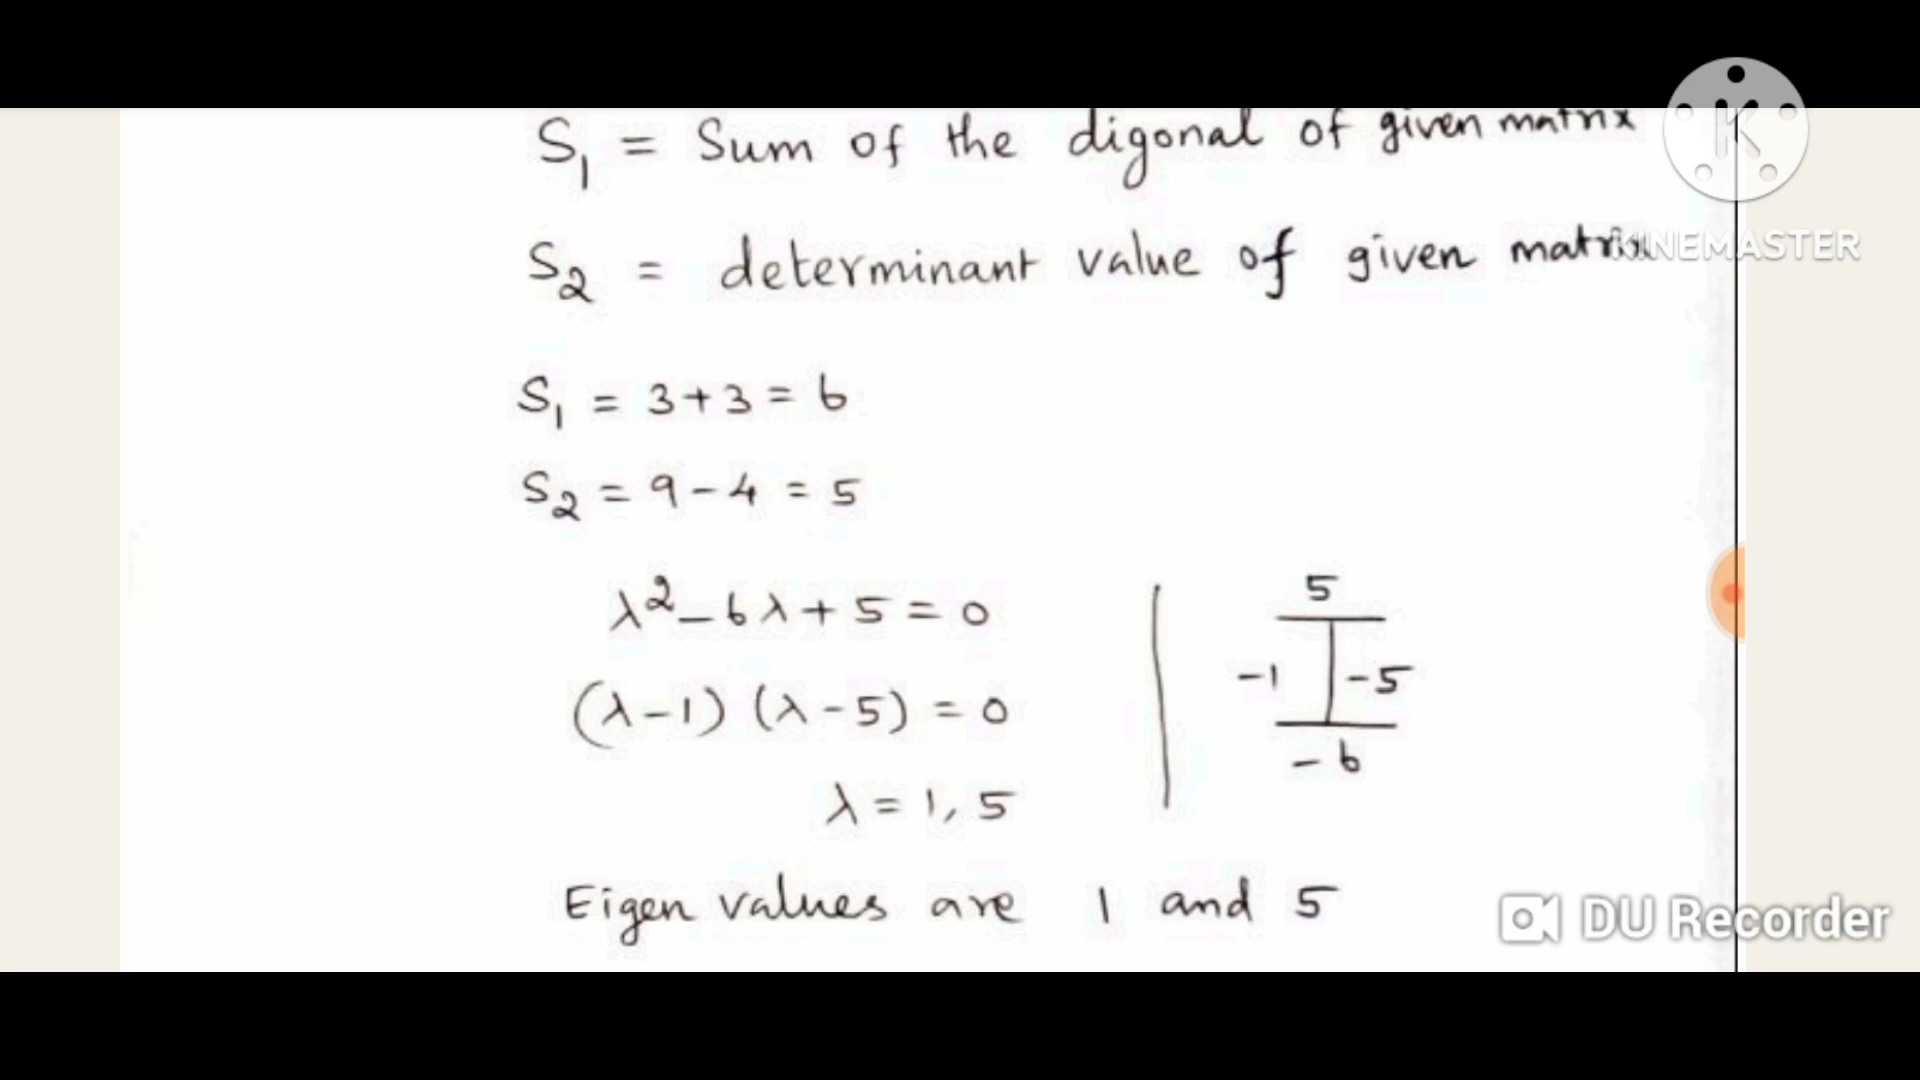 S₁ = Sum of the digonal of given matrix
K
S₂ = determinant value of given matrix
KINEMASTER
S₁ = 3+3 = 6
S₂ = 9-4 = 5
λ²-6λ+5=0
(λ-1) (λ-5) = 0
λ = 1, 5
5
-1 -5
-6
Eigen values are 1 and 5
DU Recorder